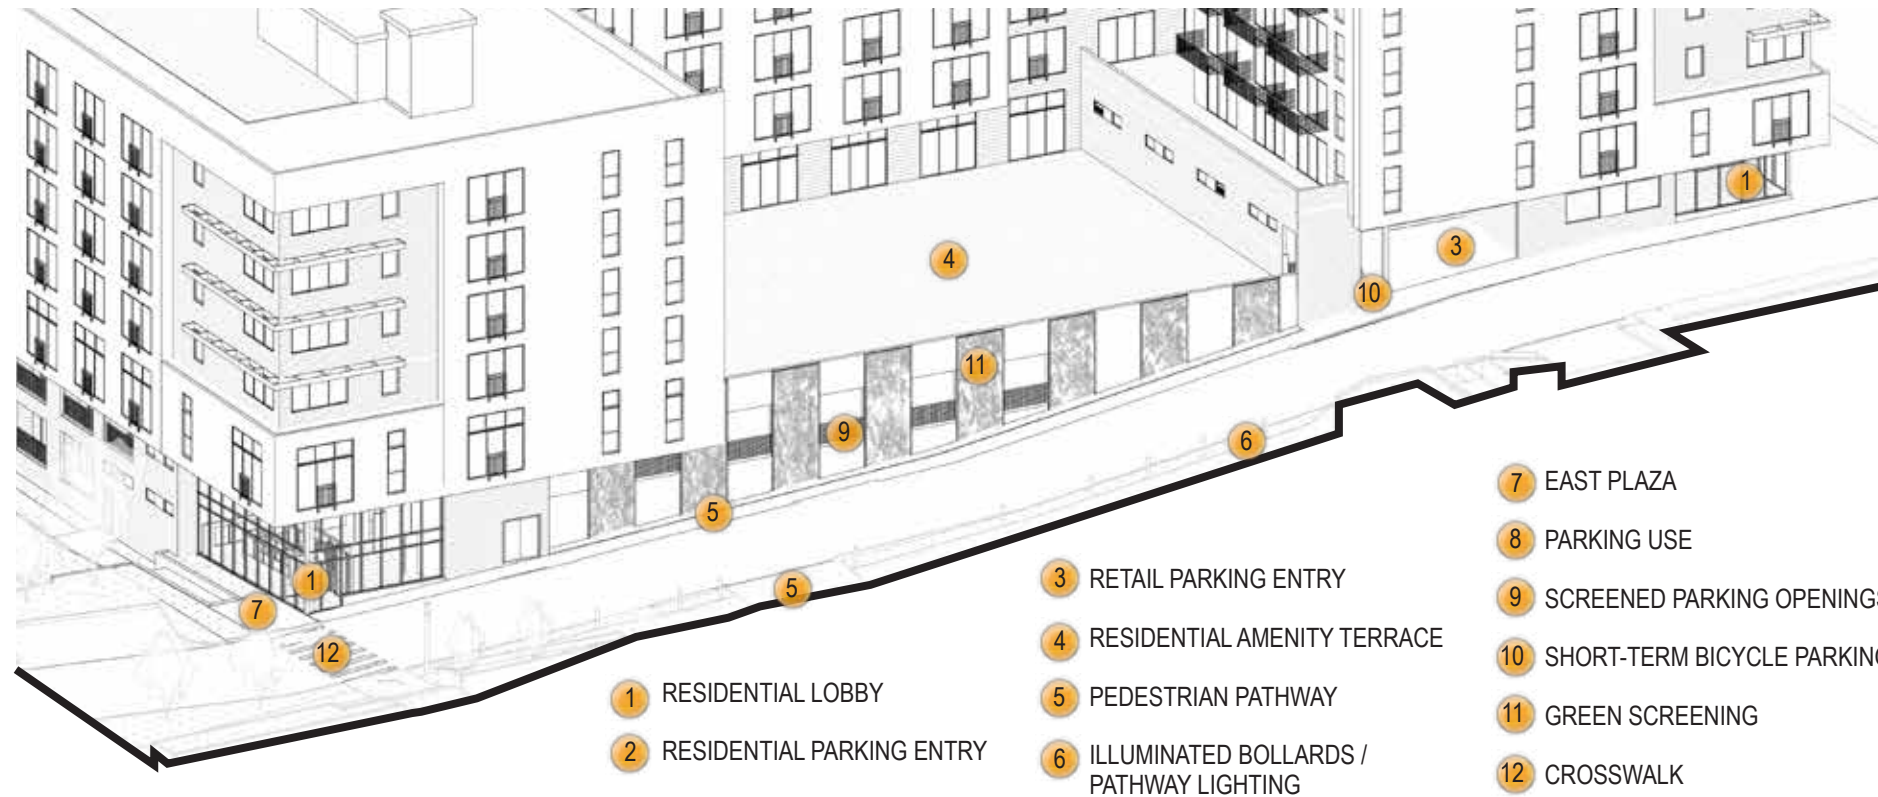 1
3
4
10
11
9
6
5
1
7
5
12
1 RESIDENTIAL LOBBY
2 RESIDENTIAL PARKING ENTRY
3 RETAIL PARKING ENTRY
4 RESIDENTIAL AMENITY TERRACE
5 PEDESTRIAN PATHWAY
6 ILLUMINATED BOLLARDS /
PATHWAY LIGHTING
7 EAST PLAZA
8 PARKING USE
9 SCREENED PARKING OPENINGS
10 SHORT-TERM BICYCLE PARKING
11 GREEN SCREENING
12 CROSSWALK